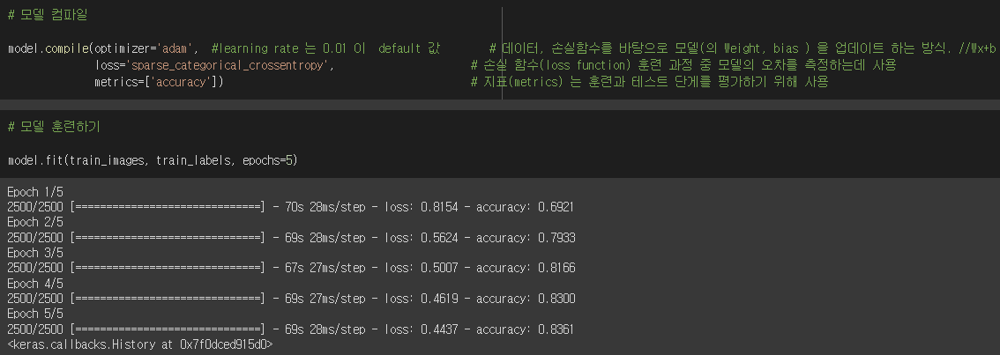 # 모델 컴파일
model.compile(optimizer='adam', #learning rate 는 0.01 이 default 값 # 데이터, 손실함수를 바탕으로 모델(의 Weight, bias ) 을 업데이트 하는 방식. //Wx+b
loss='sparse_categorical_crossentropy', # 손실 함수(loss function) 훈련 과정 중 모델의 오차를 측정하는데 사용
metrics=['accuracy']) # 지표(metrics) 는 훈련과 테스트 단게를 평가하기 위해 사용
# 모델 훈련하기
model.fit(train_images, train_labels, epochs=5)
Epoch 1/5
2500/2500 [==============================] - 70s 28ms/step - loss: 0.8154 - accuracy: 0.6921
Epoch 2/5
2500/2500 [==============================] - 69s 28ms/step - loss: 0.5624 - accuracy: 0.7933
Epoch 3/5
2500/2500 [==============================] - 67s 27ms/step - loss: 0.5007 - accuracy: 0.8166
Epoch 4/5
2500/2500 [==============================] - 69s 27ms/step - loss: 0.4619 - accuracy: 0.8300
Epoch 5/5
2500/2500 [==============================] - 69s 28ms/step - loss: 0.4437 - accuracy: 0.8361
<keras.callbacks.History at 0x7f0dced915d0>